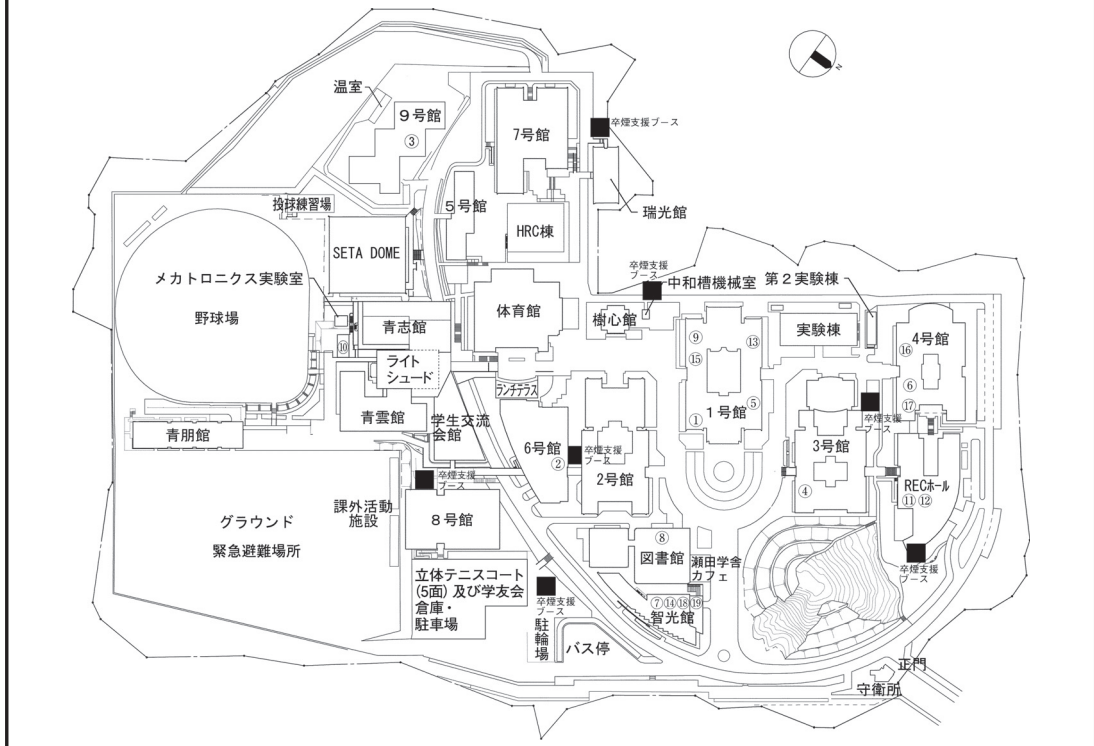 N
温室
9号館
③
7号館
卒煙支援ブース
投球練習場
5号館
瑞光館
SETA DOME
HRC棟
メカトロニクス実験室
卒煙支援
ブース
中和槽機械室
第2実験棟
野球場
青志館
体育館
樹心館
実験棟
4号館
⑩
⑨
⑬
⑯
ライト
シュード
⑮
⑥
ランチテラス
①
1号館
⑤
⑰
青雲館
学生交流
会館
卒煙支援
ブース
青朋館
6号館
②
卒煙支援
ブース
2号館
3号館
④
RECホール
⑪ ⑫
卒煙支援
ブース
課外活動
施設
8号館
グラウンド
緊急避難場所
⑧
図書館
瀬田学舎
カフェ
卒煙支援
ブース
立体テニスコート
(5面)及び学友会
倉庫・
駐車場
卒煙支援
ブース
⑦⑭⑱⑲
智光館
駐輪場
バス停
正門
守衛所